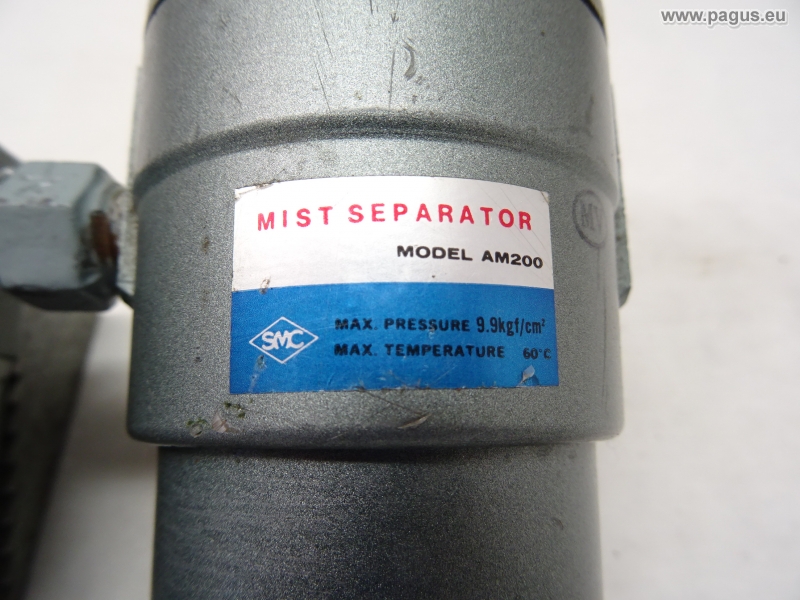 www.pagus.eu
MIST SEPARATOR
MODEL AM200
SMC
MAX. PRESSURE 9.9kgf/cm²
MAX. TEMPERATURE 60°C